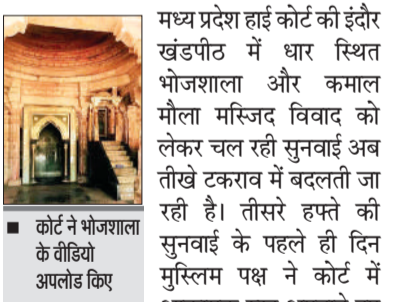 मध्य प्रदेश हाई कोर्ट की इंदौर
खंडपीठ में धार स्थित
भोजशाला और कमाल
मौला मस्जिद विवाद को
लेकर चल रही सुनवाई अब
तीखे टकराव में बदलती जा
रही है। तीसरे हफ्ते की
सुनवाई के पहले ही दिन
मुस्लिम पक्ष ने कोर्ट में
■ कोर्ट ने भोजशाला
के वीडियो
अपलोड किए